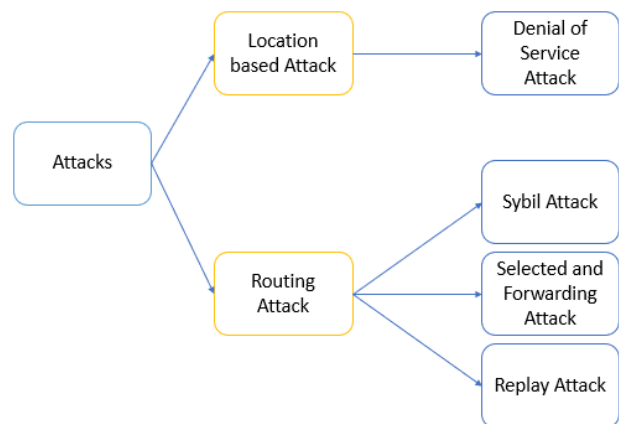 Location
based Attack
Denial of
Service
Attack
Attacks
Sybil Attack
Routing
Attack
Selected and
Forwarding
Attack
Replay Attack